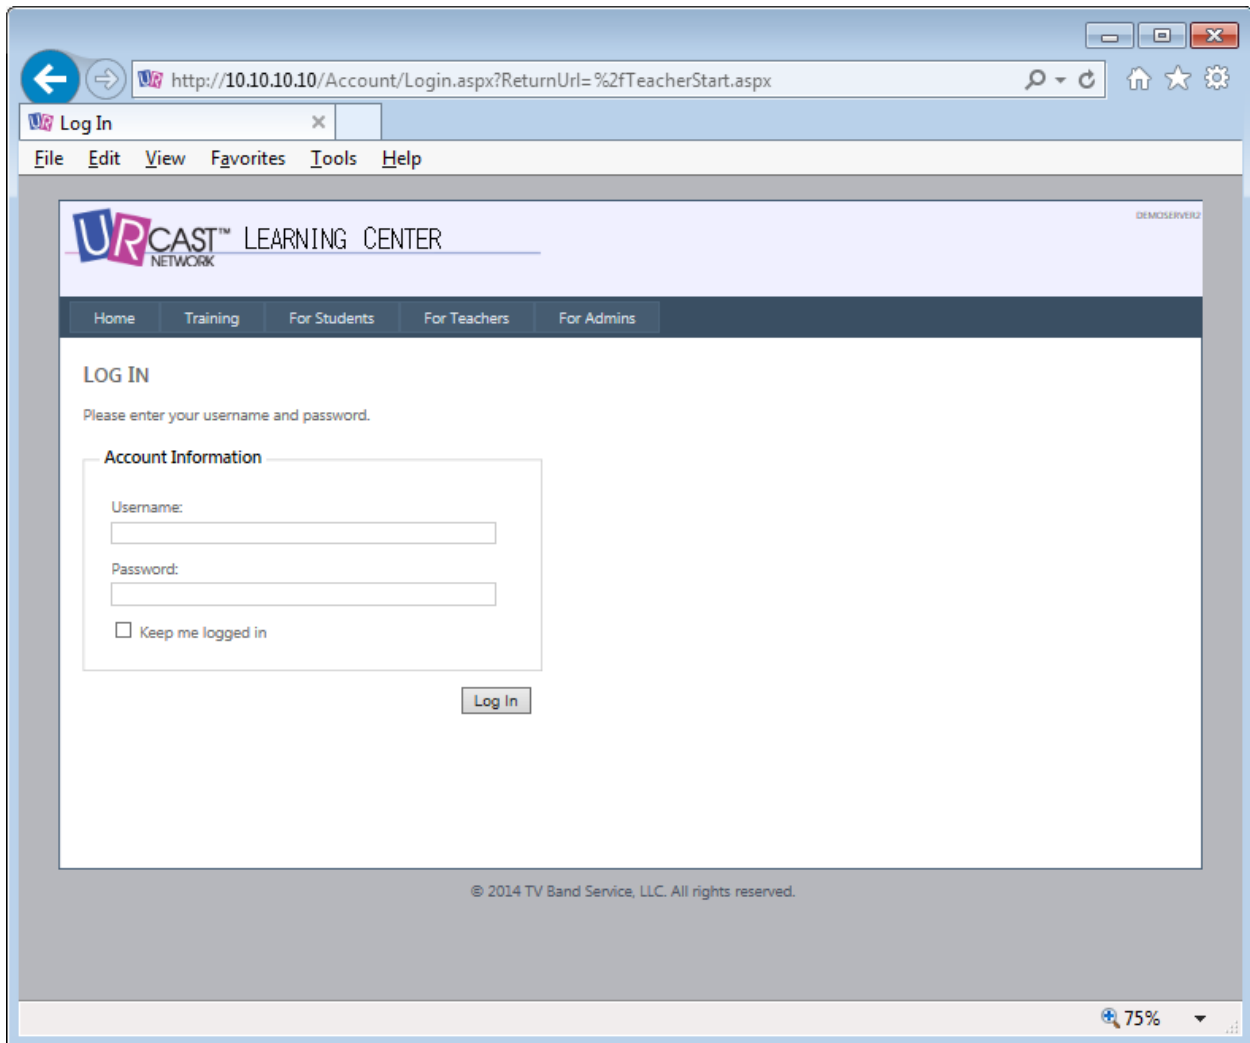 http://10.10.10.10/Account/Login.aspx?ReturnUrl=%2fTeacherStart.aspx
UR Log In
File Edit View Favorites Tools Help
DEMOSERVER2
URCAST™ LEARNING CENTER
NETWORK
Home Training For Students For Teachers For Admins
LOG IN
Please enter your username and password.
Account Information
Username:
Password:
Keep me logged in
Log In
© 2014 TV Band Service, LLC. All rights reserved.
75%